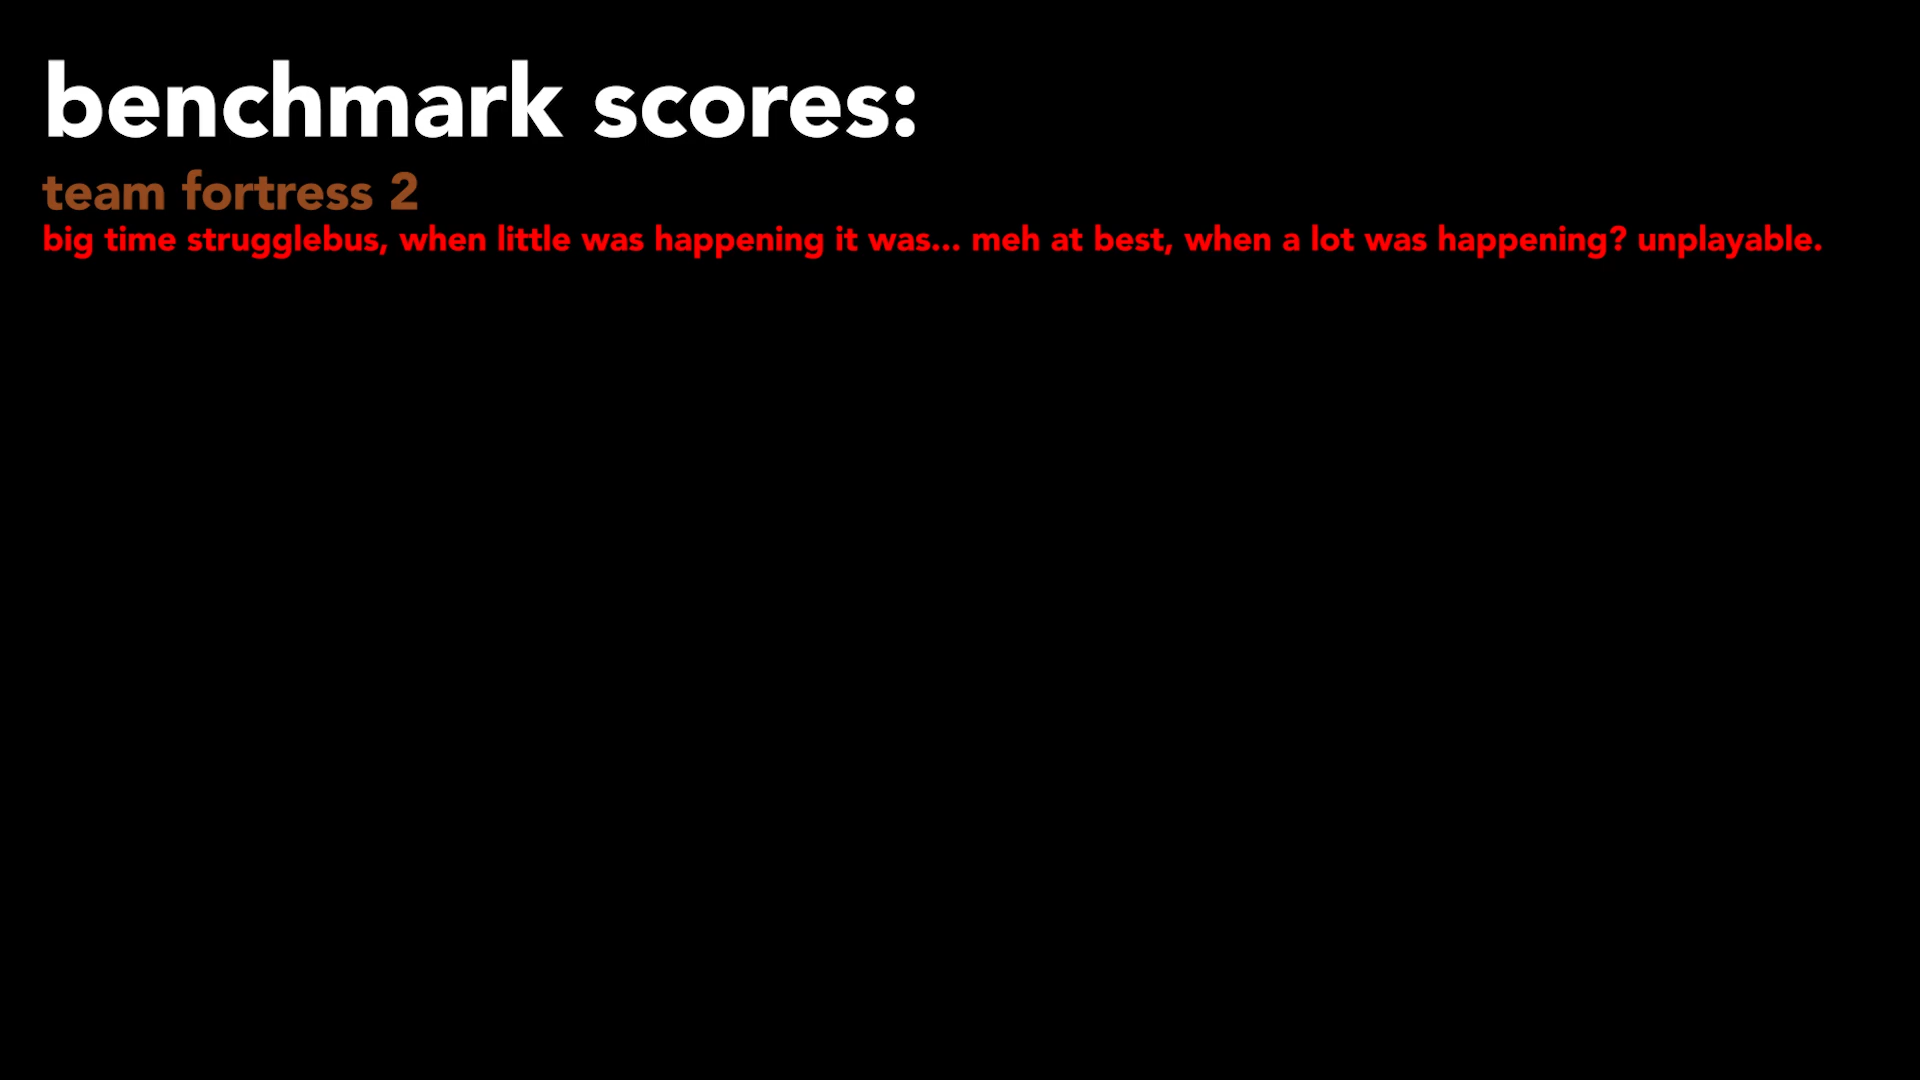 benchmark scores:
team fortress 2
big time strugglebus, when little was happening it was... meh at best, when a lot was happening? unplayable.